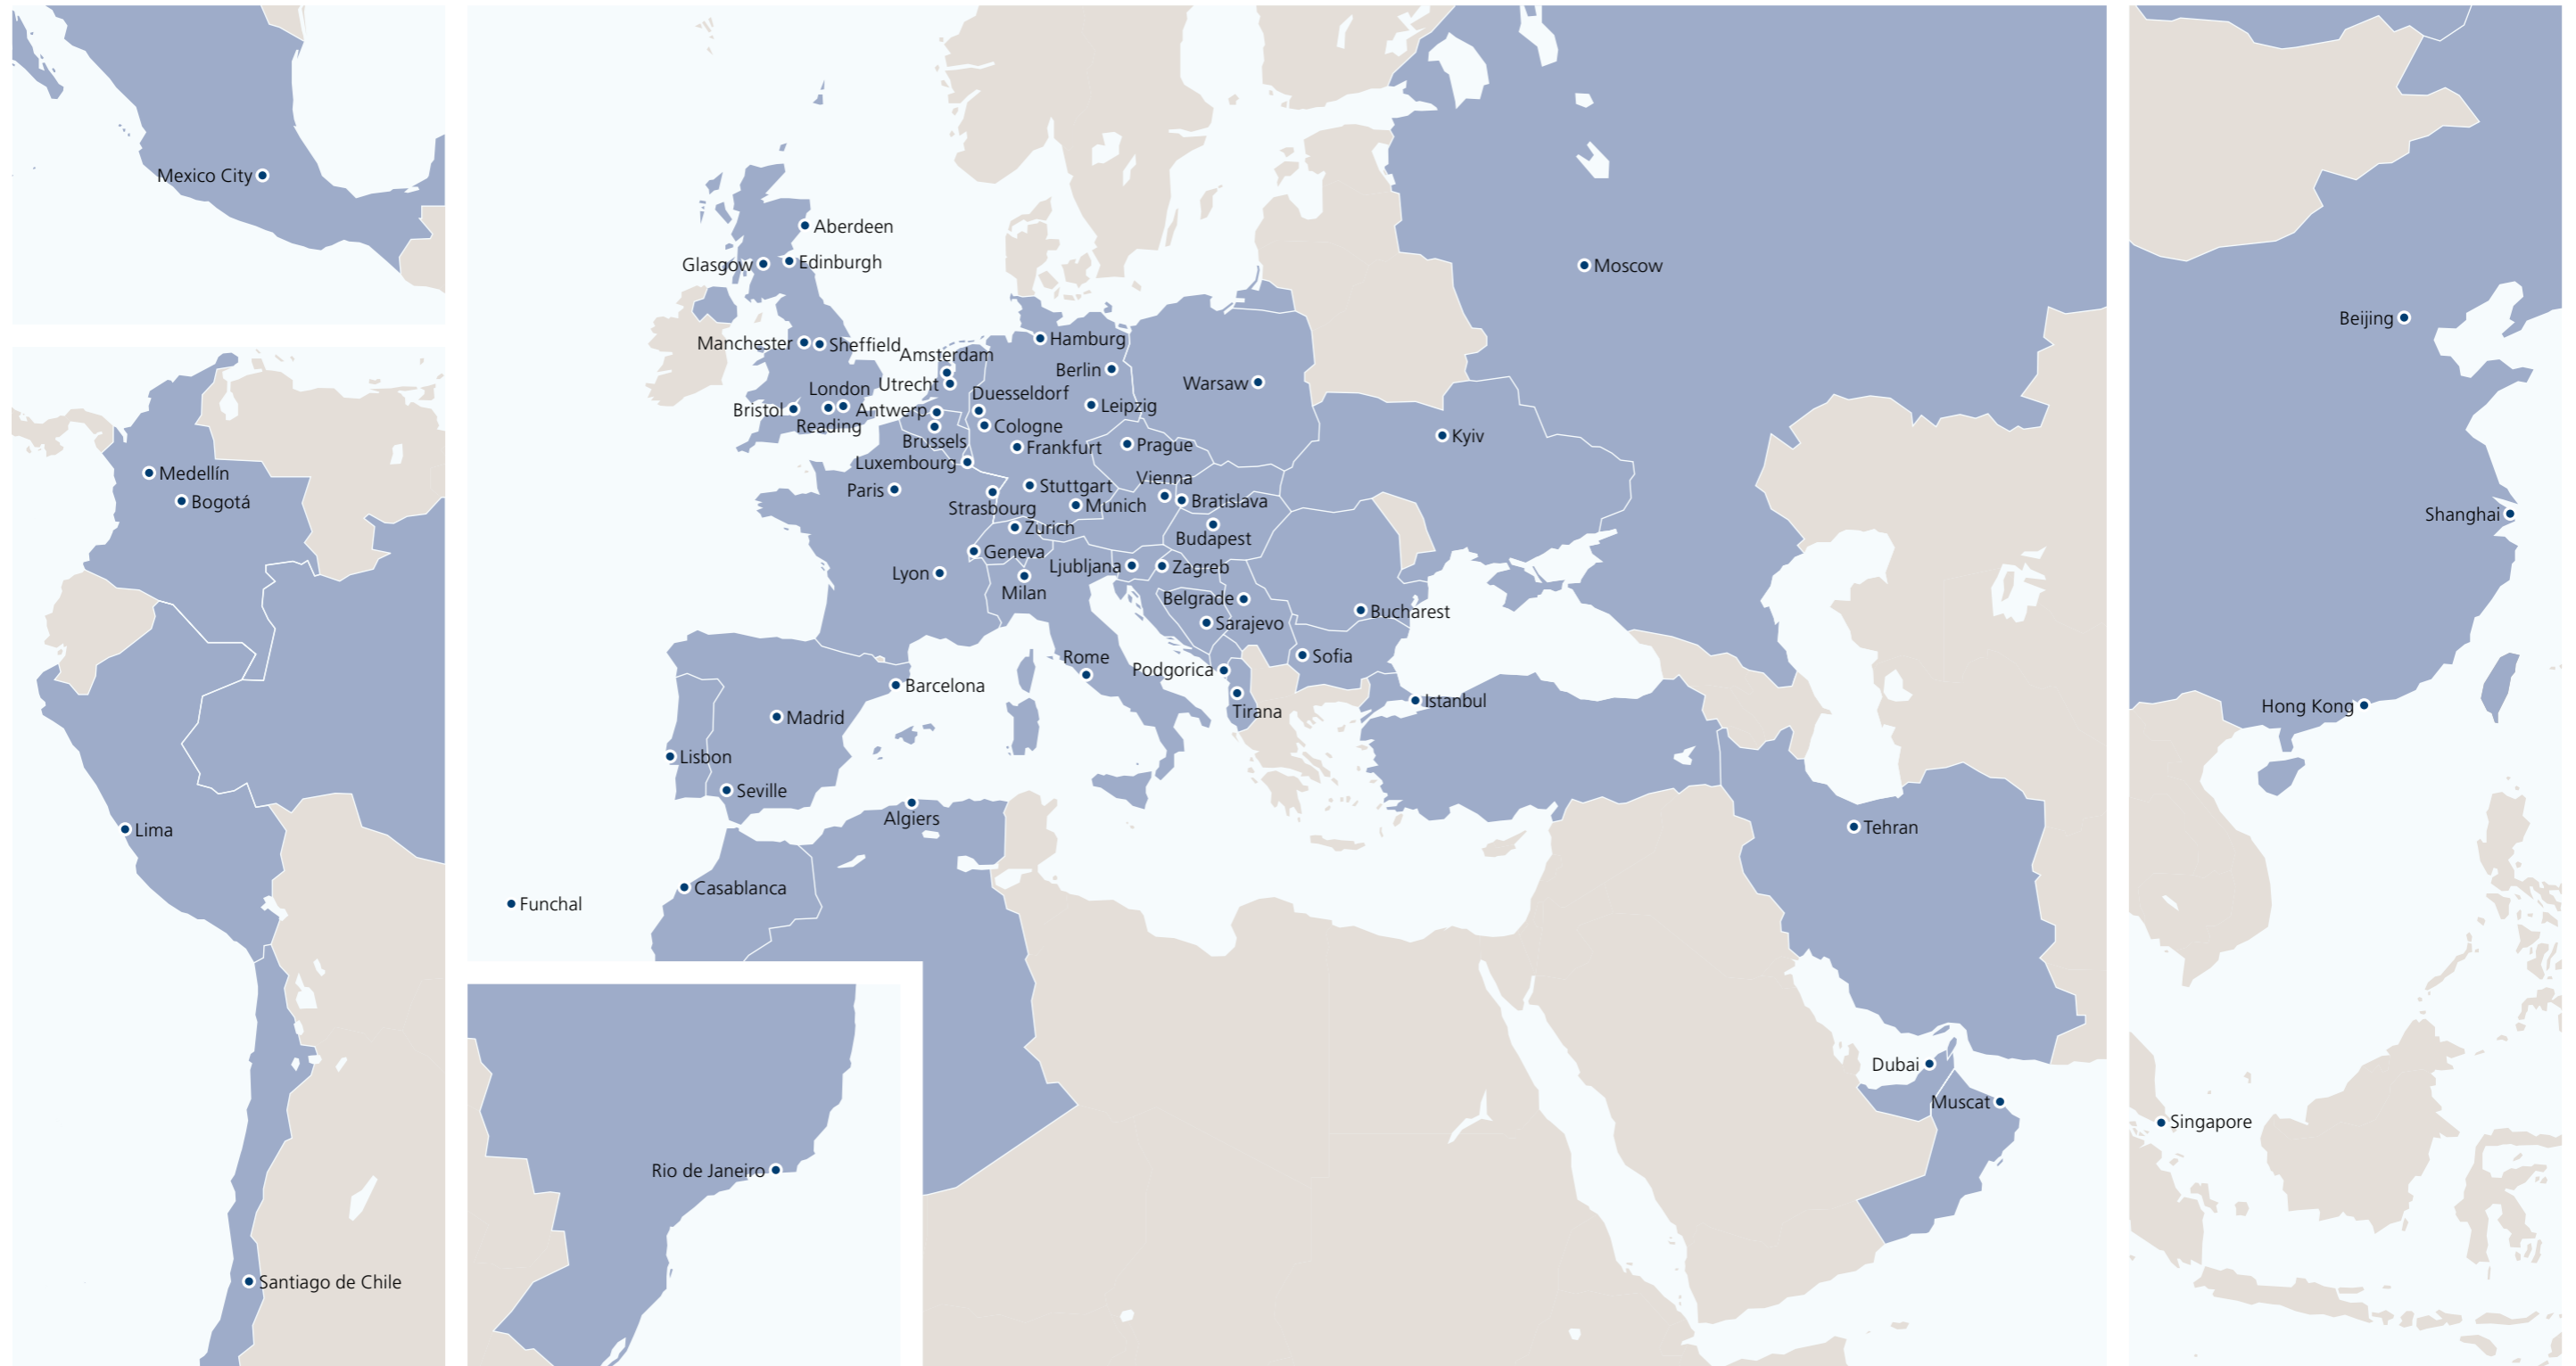 Mexico City
Medellín
Bogotá
Lima
Santiago de Chile
Aberdeen
Glasgow
Edinburgh
Manchester
Sheffield
Amsterdam
London
Utrecht
Bristol
Reading
Antwerp
Brussels
Luxembourg
Hamburg
Berlin
Duesseldorf
Leipzig
Cologne
Frankfurt
Warsaw
Prague
Moscow
Kyiv
Paris
Strasbourg
Stuttgart
Munich
Vienna
Bratislava
Zurich
Budapest
Geneva
Lyon
Milan
Ljubljana
Zagreb
Belgrade
Sarajevo
Bucharest
Rome
Podgorica
Sofia
Tirana
Istanbul
Barcelona
Madrid
Lisbon
Seville
Algiers
Casablanca
Funchal
Tehran
Dubai
Muscat
Rio de Janeiro
Beijing
Shanghai
Hong Kong
Singapore